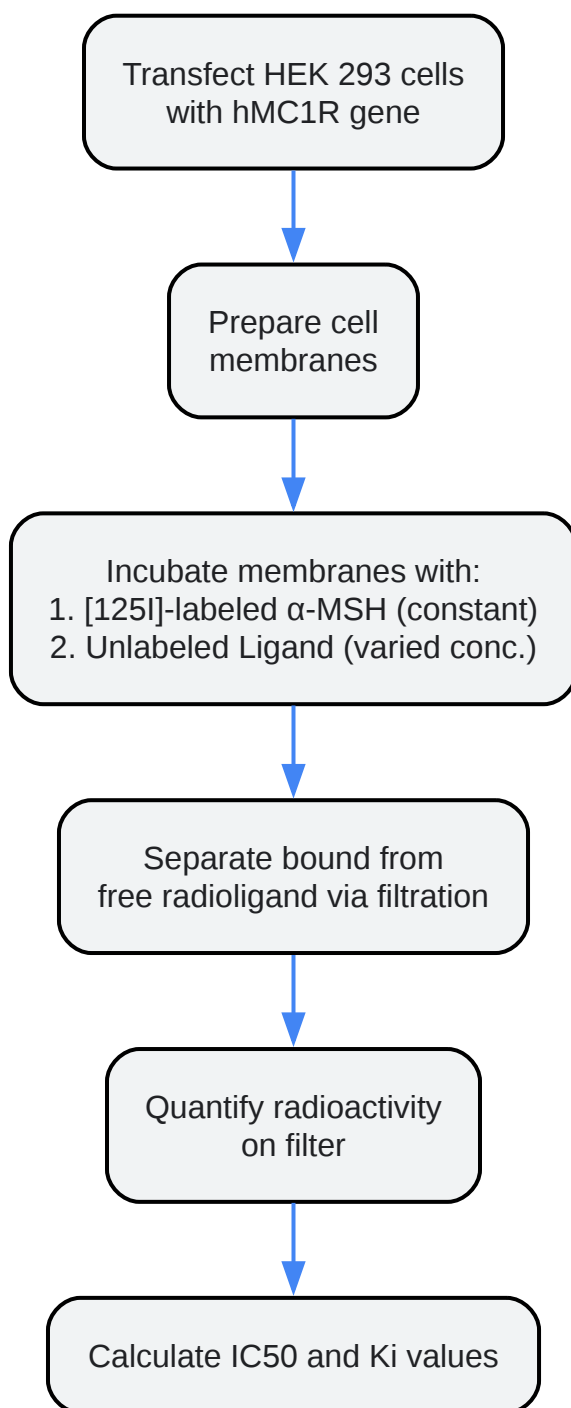 Transfect HEK 293 cells
with hMC1R gene
Prepare cell
membranes
Incubate membranes with:
1. [125I]-labeled α-MSH (constant)
2. Unlabeled Ligand (varied conc.)
Separate bound from
free radioligand via filtration
Quantify radioactivity
on filter
Calculate IC50 and Ki values